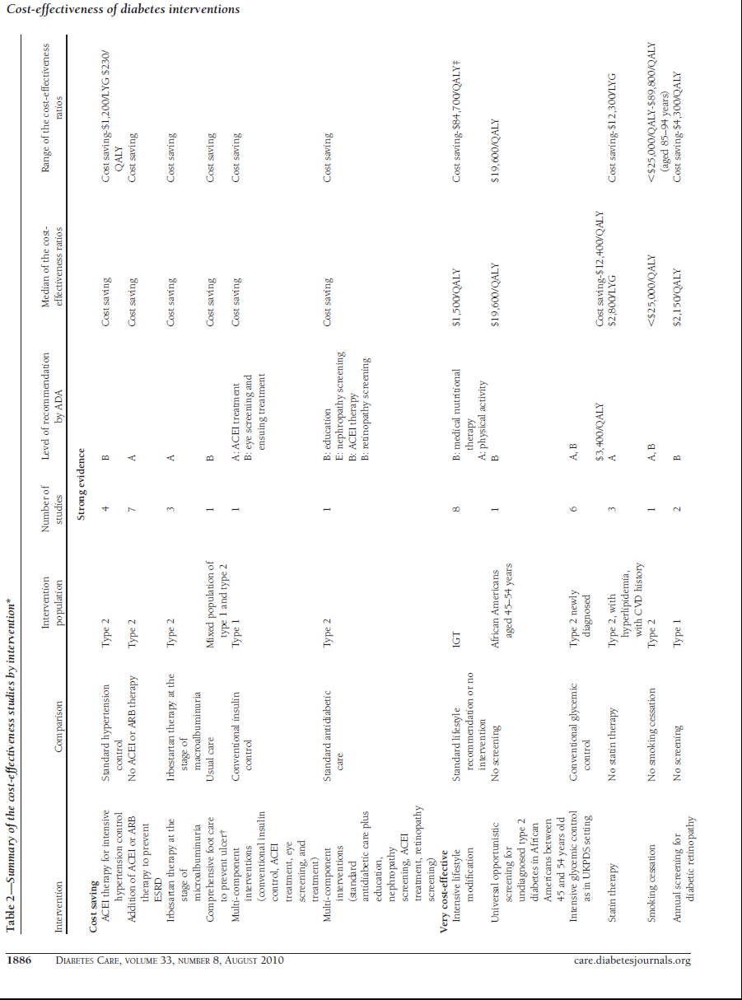 Cost-effectiveness of diabetes interventions
Table 2—Summary of the cost-effectiveness studies by intervention*
Intervention Number of Level of recommendation Median of the cost- Range of the cost-effectiveness
Intervention Comparison population studies by ADA effectiveness ratios ratios
Strong evidence
Cost saving
ACEI therapy for intensive Standard hypertension Type 2 4 B Cost saving Cost saving-$1,200/LYG $230/
hypertension control control QALY
Addition of ACEI or ARB No ACEI or ARB therapy Type 2 7 A Cost saving Cost saving
therapy to prevent
ESRD
Irbesartan therapy at the Irbestartan therapy at the Type 2 3 A Cost saving Cost saving
stage of stage of
microalbuminuria macroalbuminuria
Comprehensive foot care Usual care Mixed population of 1 B Cost saving Cost saving
to prevent ulcer† type 1 and type 2
Multi-component Conventional insulin Type 1 1 A: ACEI treatment Cost saving Cost saving
interventions control B: eye screening and
(conventional insulin ensuing treatment
control, ACEI
treatment, eye
screening, and
treatment)
Multi-component Standard antidiabetic Type 2 1 B: education Cost saving Cost saving
interventions care E: nephropathy screening
(standard B: ACEI therapy
antidiabetic care plus B: retinopathy screening
education,
nephropathy
screening, ACEI
treatment, retinopathy
screening)
Very cost-effective
Intensive lifestyle Standard lifestyle IGT 8 B: medical nutritional $1,500/QALY Cost saving-$84,700/QALY‡
modification recommendation or no therapy
intervention A: physical activity
Universal opportunistic No screening African Americans 1 B $19,600/QALY $19,600/QALY
screening for aged 45–54 years
undiagnosed type 2
diabetes in African
Americans between
45 and 54 years old
Intensive glycemic control Conventional glycemic Type 2 newly 6 A, B
as in UKPDS setting control diagnosed
$3,400/QALY Cost saving-$12,400/QALY
Statin therapy No statin therapy Type 2, with 3 A $2,800/LYG Cost saving-$12,300/LYG
hyperlipidemia,
with CVD history
Smoking cessation No smoking cessation Type 2 1 A, B <$25,000/QALY <$25,000/QALY-$89,800/QALY
(aged 85–94 years)
Annual screening for No screening Type 1 2 B $2,150/QALY Cost saving-$4,300/QALY
diabetic retinopathy
1886 DIABETES CARE, VOLUME 33, NUMBER 8, AUGUST 2010 care.diabetesjournals.org